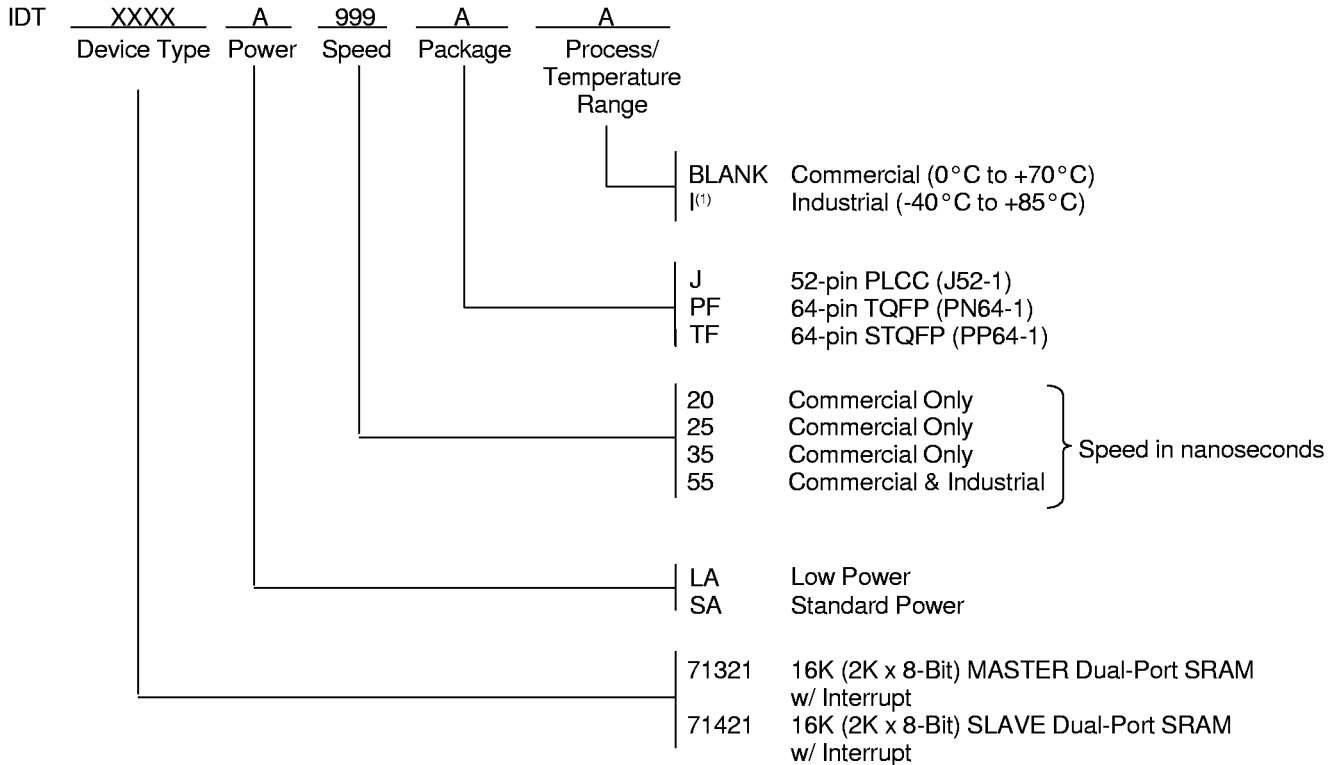 IDT XXXX A 999 A A
Device Type Power Speed Package Process/
Temperature
Range
BLANK Commercial (0°C to +70°C)
I(1) Industrial (-40°C to +85°C)
J 52-pin PLCC (J52-1)
PF 64-pin TQFP (PN64-1)
TF 64-pin STQFP (PP64-1)
20 Commercial Only
25 Commercial Only
35 Commercial Only
55 Commercial & Industrial
Speed in nanoseconds
LA Low Power
SA Standard Power
71321 16K (2K x 8-Bit) MASTER Dual-Port SRAM
w/ Interrupt
71421 16K (2K x 8-Bit) SLAVE Dual-Port SRAM
w/ Interrupt